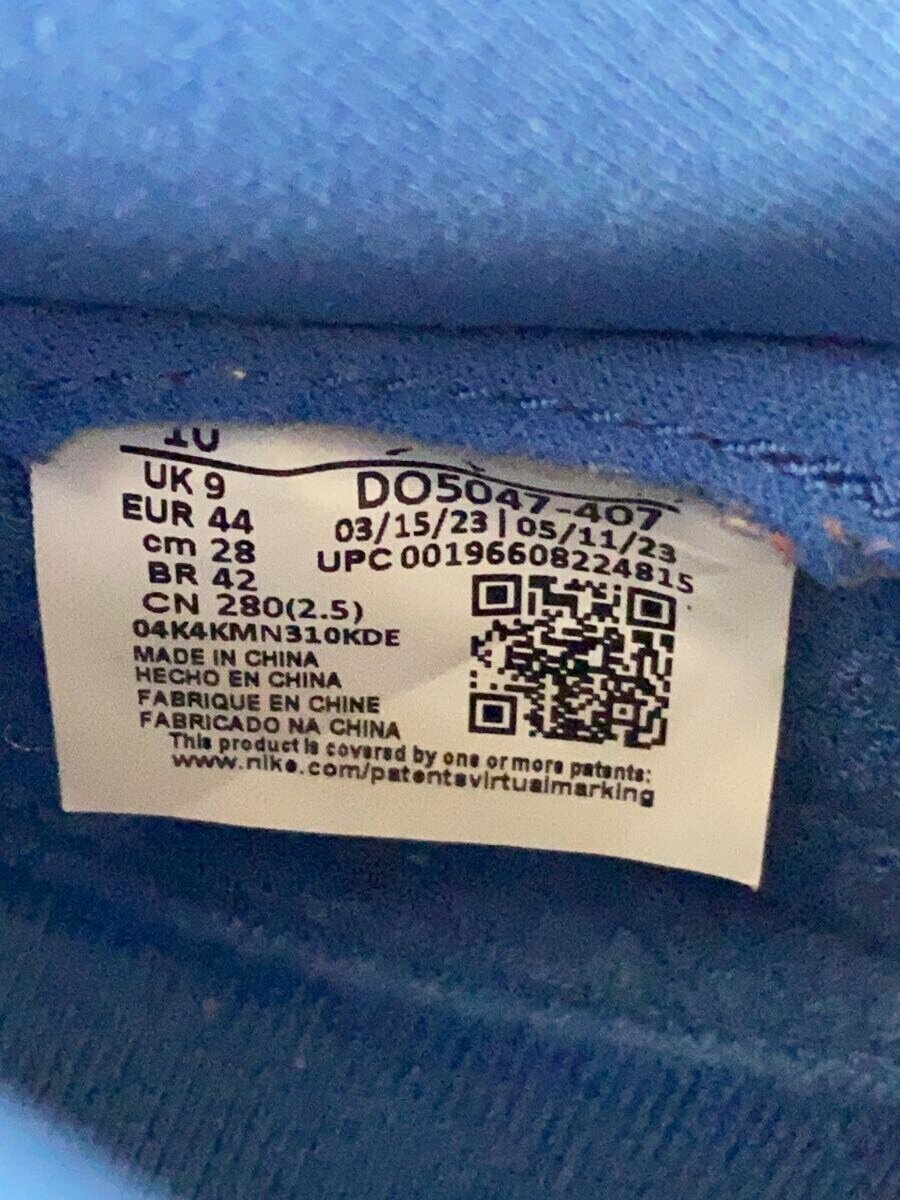 10
UK 9
EUR 44
cm 28
BR 42
CN 280(2.5)
04K4KMN310KDE
DO5047-407
03/15/23 | 05/11/23
UPC 00196608224815
MADE IN CHINA
HECHO EN CHINA
FABRIQUE EN CHINE
FABRICADO NA CHINA
This product is covered by one or more patents:
www.nike.com/patentsvirtualmarking